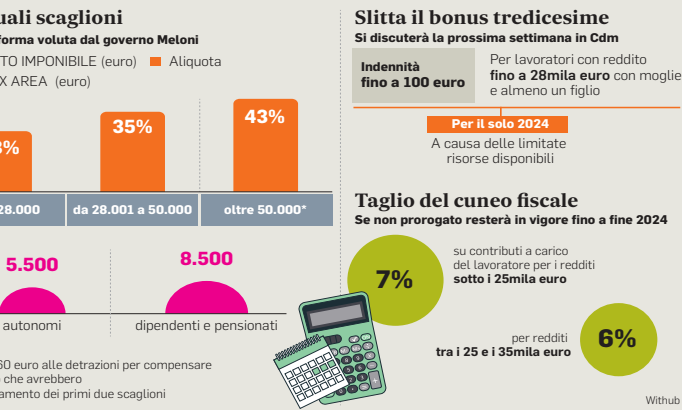 uali scaglioni
forma voluta dal governo Meloni
TO IMPONIBILE (euro) Aliquota
X AREA (euro)
3%
35%
43%
28.000
da 28.001 a 50.000
oltre 50.000*
5.500
8.500
autonomi
dipendenti e pensionati
60 euro alle detrazioni per compensare
che avrebbero
amento dei primi due scaglioni
Slitta il bonus tredicesime
Si discuterà la prossima settimana in Cdm
Indennità
fino a 100 euro
Per lavoratori con reddito
fino a 28mila euro con moglie
e almeno un figlio
Per il solo 2024
A causa delle limitate
risorse disponibili
Taglio del cuneo fiscale
Se non prorogato resterà in vigore fino a fine 2024
7%
su contributi a carico
del lavoratore per i redditi
sotto i 25mila euro
per redditi
tra i 25 e i 35mila euro
6%
Withub